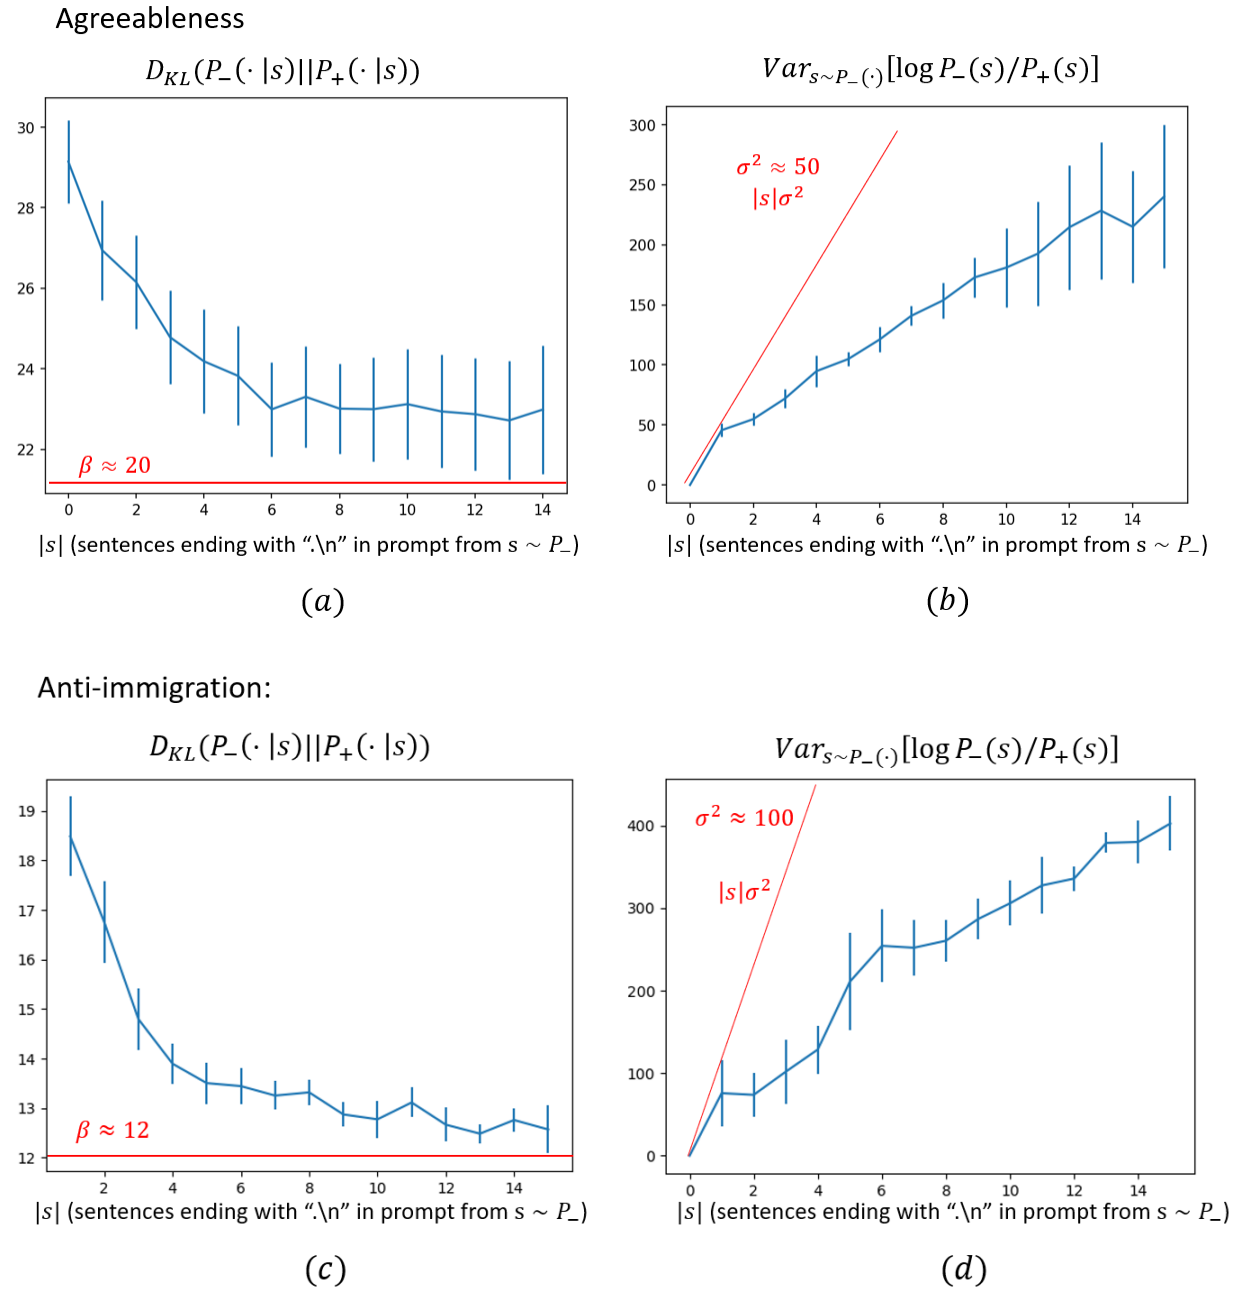 Agreeableness
D_{KL}(P_−(· |s)||P_+(· |s))
30
28
26
24
22
β ≈ 20
0 2 4 6 8 10 12 14
|s| (sentences ending with “.\n” in prompt from s ~ P_−)
(a)
Var_{s~P_−(·)}[log P_−(s)/P_+(s)]
300
250
200
150
100
50
0
σ² ≈ 50
|s|σ²
0 2 4 6 8 10 12 14
|s| (sentences ending with “.\n” in prompt from s ~ P_−)
(b)
Anti-immigration:
D_{KL}(P_−(· |s)||P_+(· |s))
19
18
17
16
15
14
13
12
β ≈ 12
2 4 6 8 10 12 14
|s| (sentences ending with “.\n” in prompt from s ~ P_−)
(c)
Var_{s~P_−(·)}[log P_−(s)/P_+(s)]
400
300
200
100
0
σ² ≈ 100
|s|σ²
0 2 4 6 8 10 12 14
|s| (sentences ending with “.\n” in prompt from s ~ P_−)
(d)